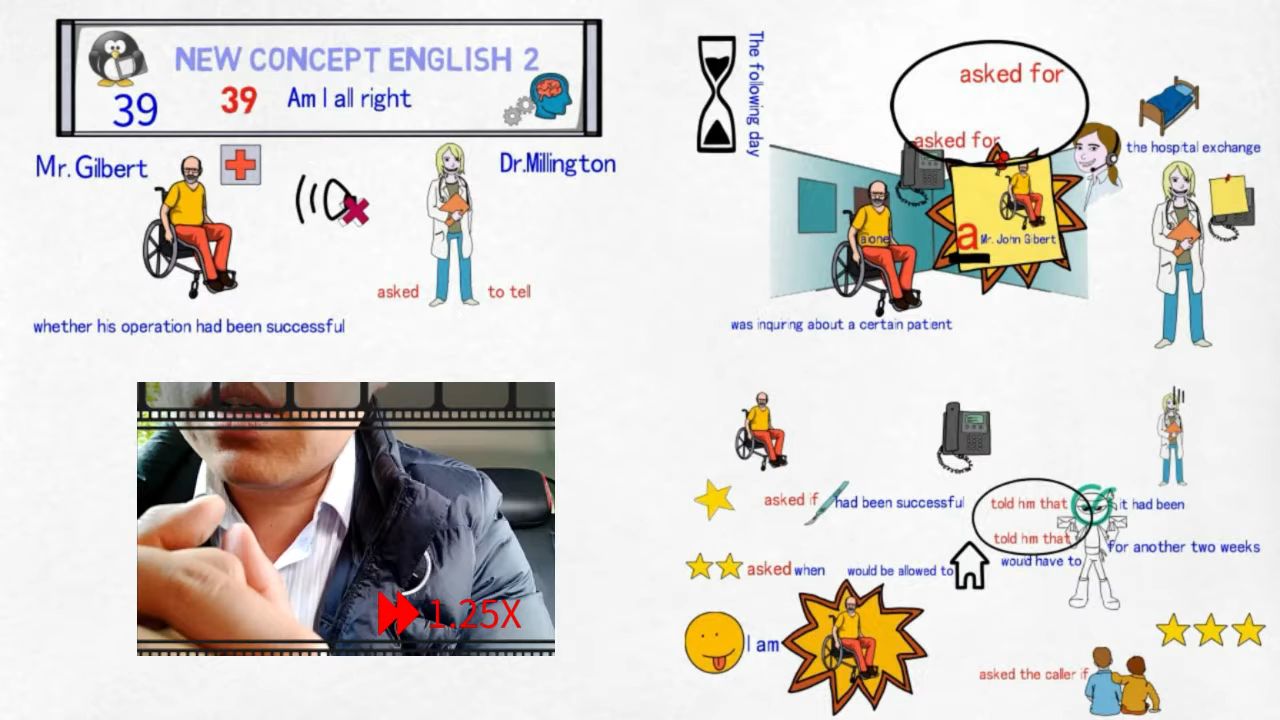 NEW CONCEPT ENGLISH 2
39
39 Am I all right
Mr. Gilbert
Dr.Millington
asked to tell
whether his operation had been successful
1.25X
The following day
asked for
asked for
the hosptal exchange
alone
a Mr. John Gibert
was inquring about a certain patient
asked if had been successful
told hm that it had been
told hm that
for another two weeks
asked when would be allowed to
would have to
I am
asked the caller if